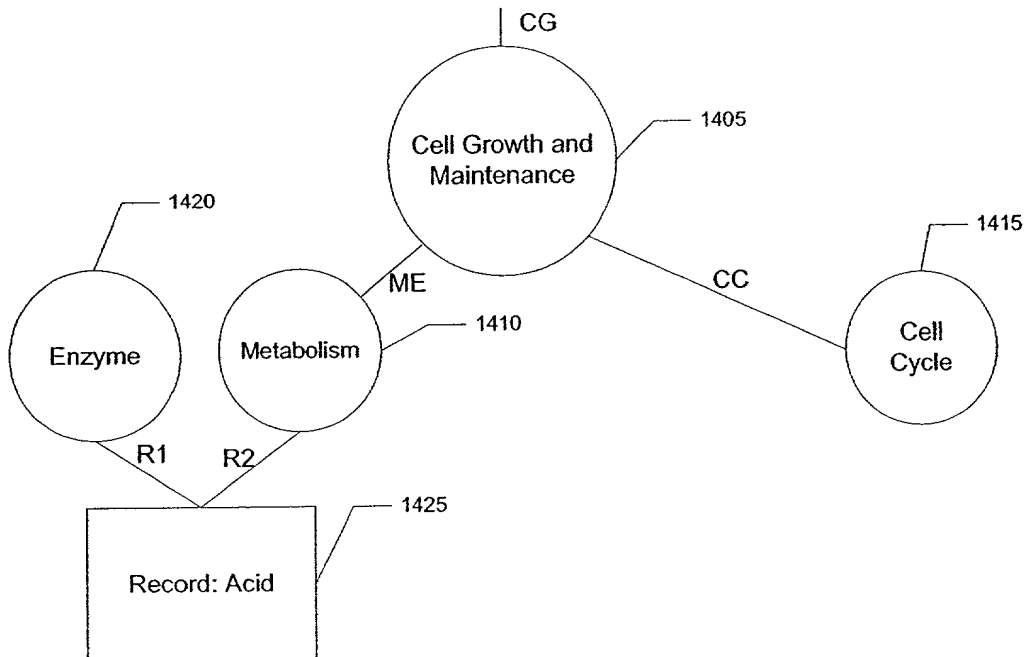 CG
Cell Growth and
Maintenance
1405
1420
1415
ME
CC
Enzyme
Metabolism
1410
Cell
Cycle
R1
R2
1425
Record: Acid